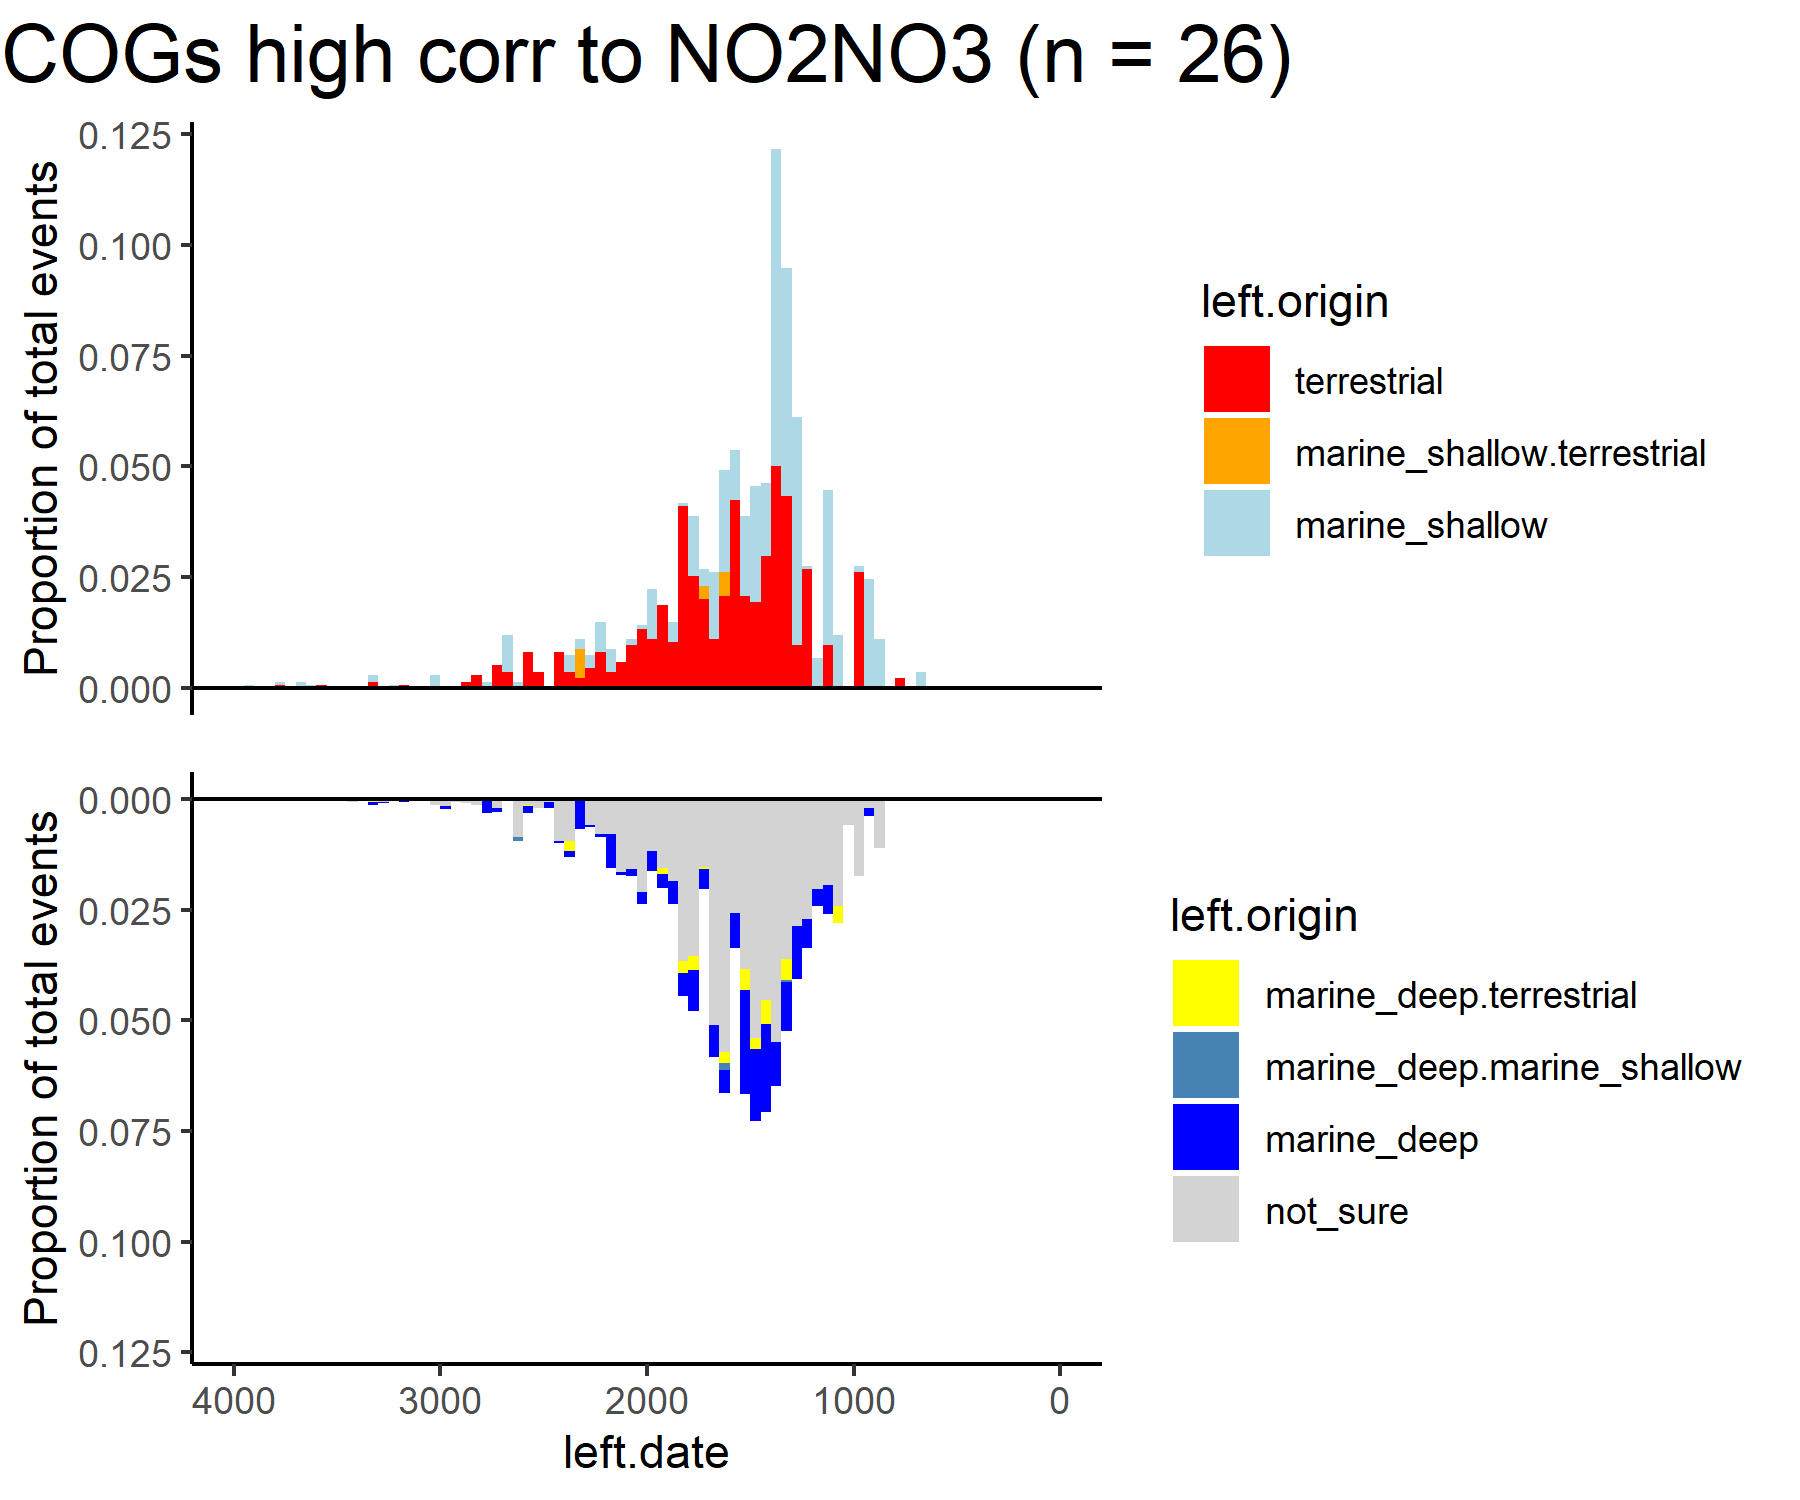 COGs high corr to NO2NO3 (n = 26)
Proportion of total events
0.125
0.100
0.075
0.050
0.025
0.000
left.origin
terrestrial
marine_shallow.terrestrial
marine_shallow
Proportion of total events
0.000
0.025
0.050
0.075
0.100
0.125
4000 3000 2000 1000 0
left.date
left.origin
marine_deep.terrestrial
marine_deep.marine_shallow
marine_deep
not_sure